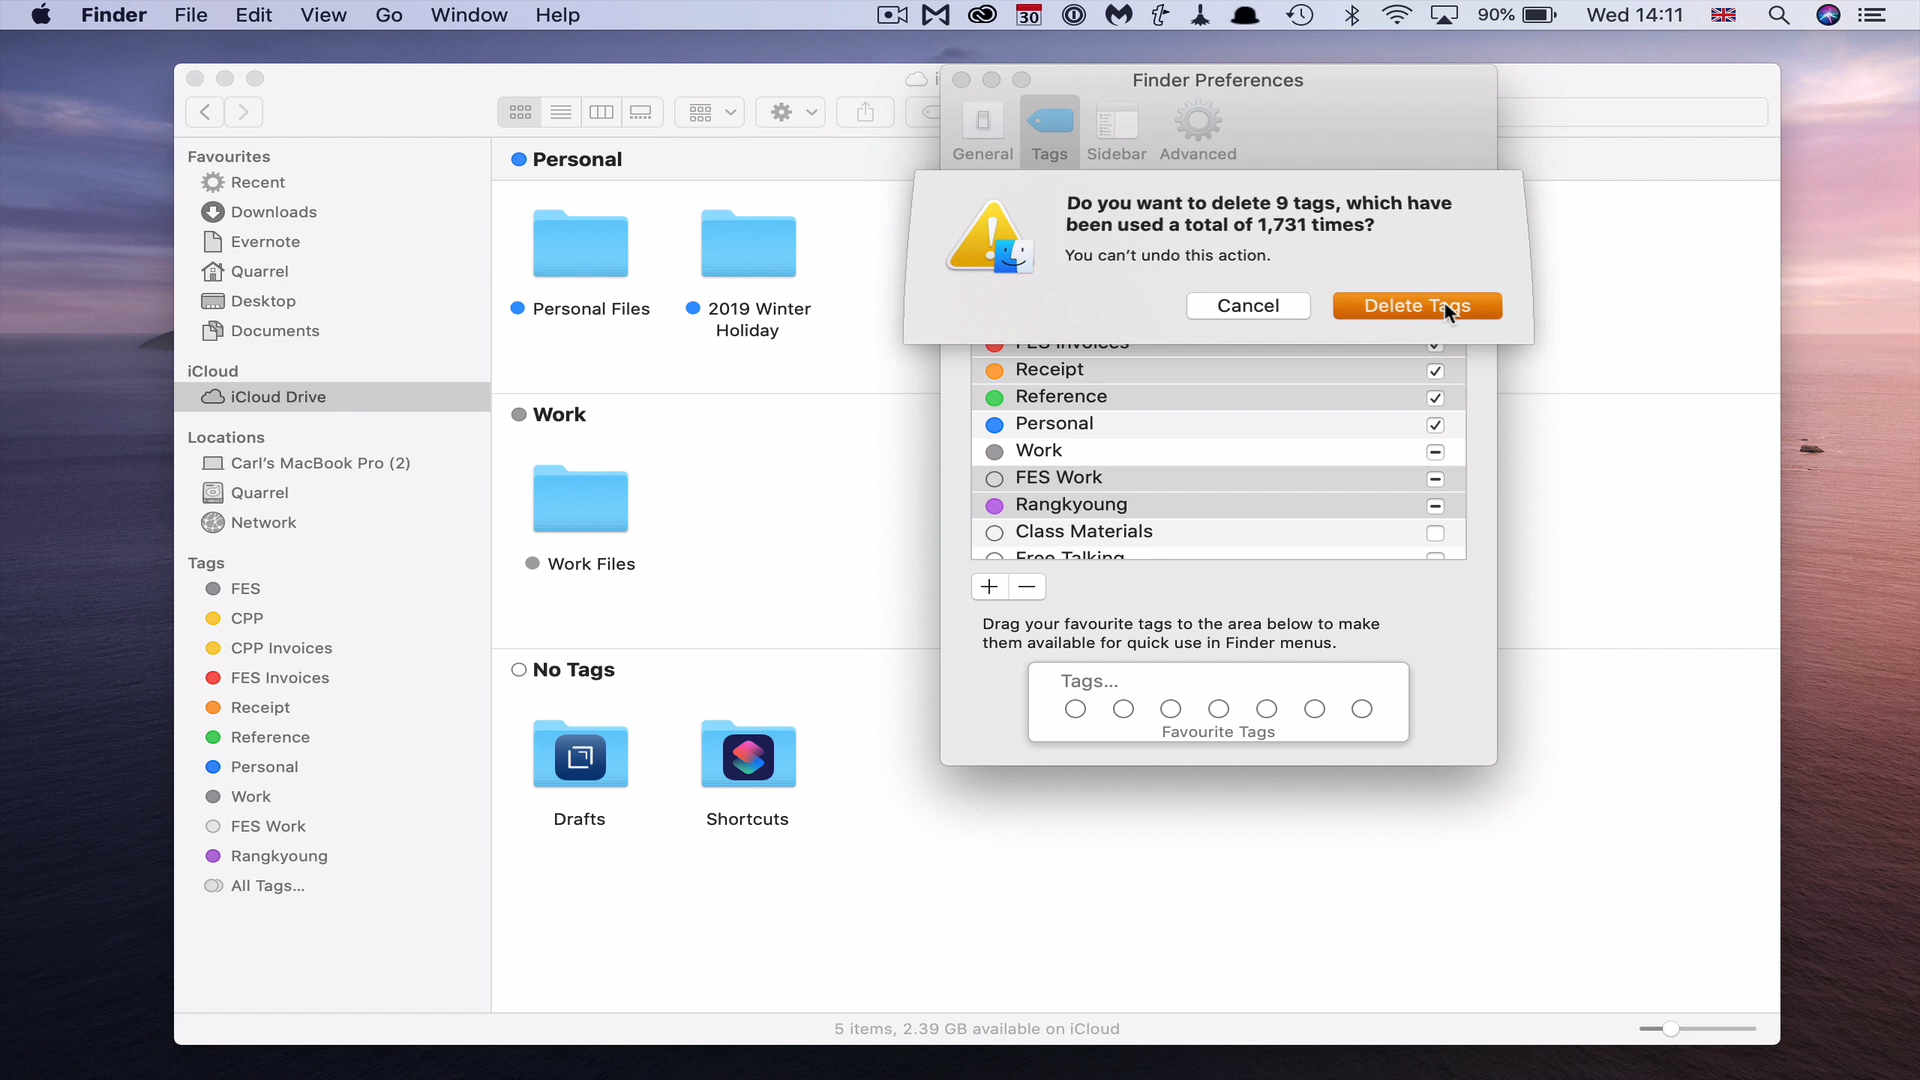 Finder File Edit View Go Window Help
30
90% Wed 14:11
Finder Preferences
General Tags Sidebar Advanced
Do you want to delete 9 tags, which have
been used a total of 1,731 times?
You can't undo this action.
Cancel Delete Tags
FES Invoices
Receipt
Reference
Personal
Work
FES Work
Rangkyoung
Class Materials
Free Talking
Drag your favourite tags to the area below to make
them available for quick use in Finder menus.
Tags...
Favourite Tags
Favourites
Recent
Downloads
Evernote
Quarrel
Desktop
Documents
iCloud
iCloud Drive
Locations
Carl's MacBook Pro (2)
Quarrel
Network
Tags
FES
CPP
CPP Invoices
FES Invoices
Receipt
Reference
Personal
Work
FES Work
Rangkyoung
All Tags...
Personal
Personal Files
2019 Winter
Holiday
Work
Work Files
No Tags
Drafts
Shortcuts
5 items, 2.39 GB available on iCloud